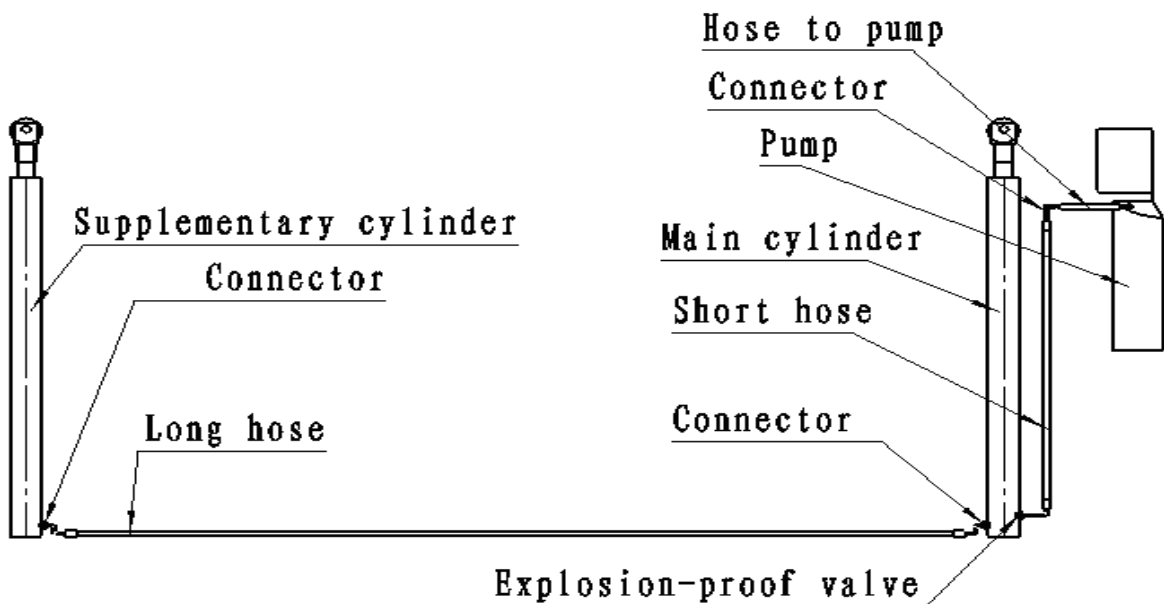 Hose to pump
Connector
Pump
Supplementary cylinder
Main cylinder
Connector
Short hose
Long hose
Connector
Explosion-proof valve